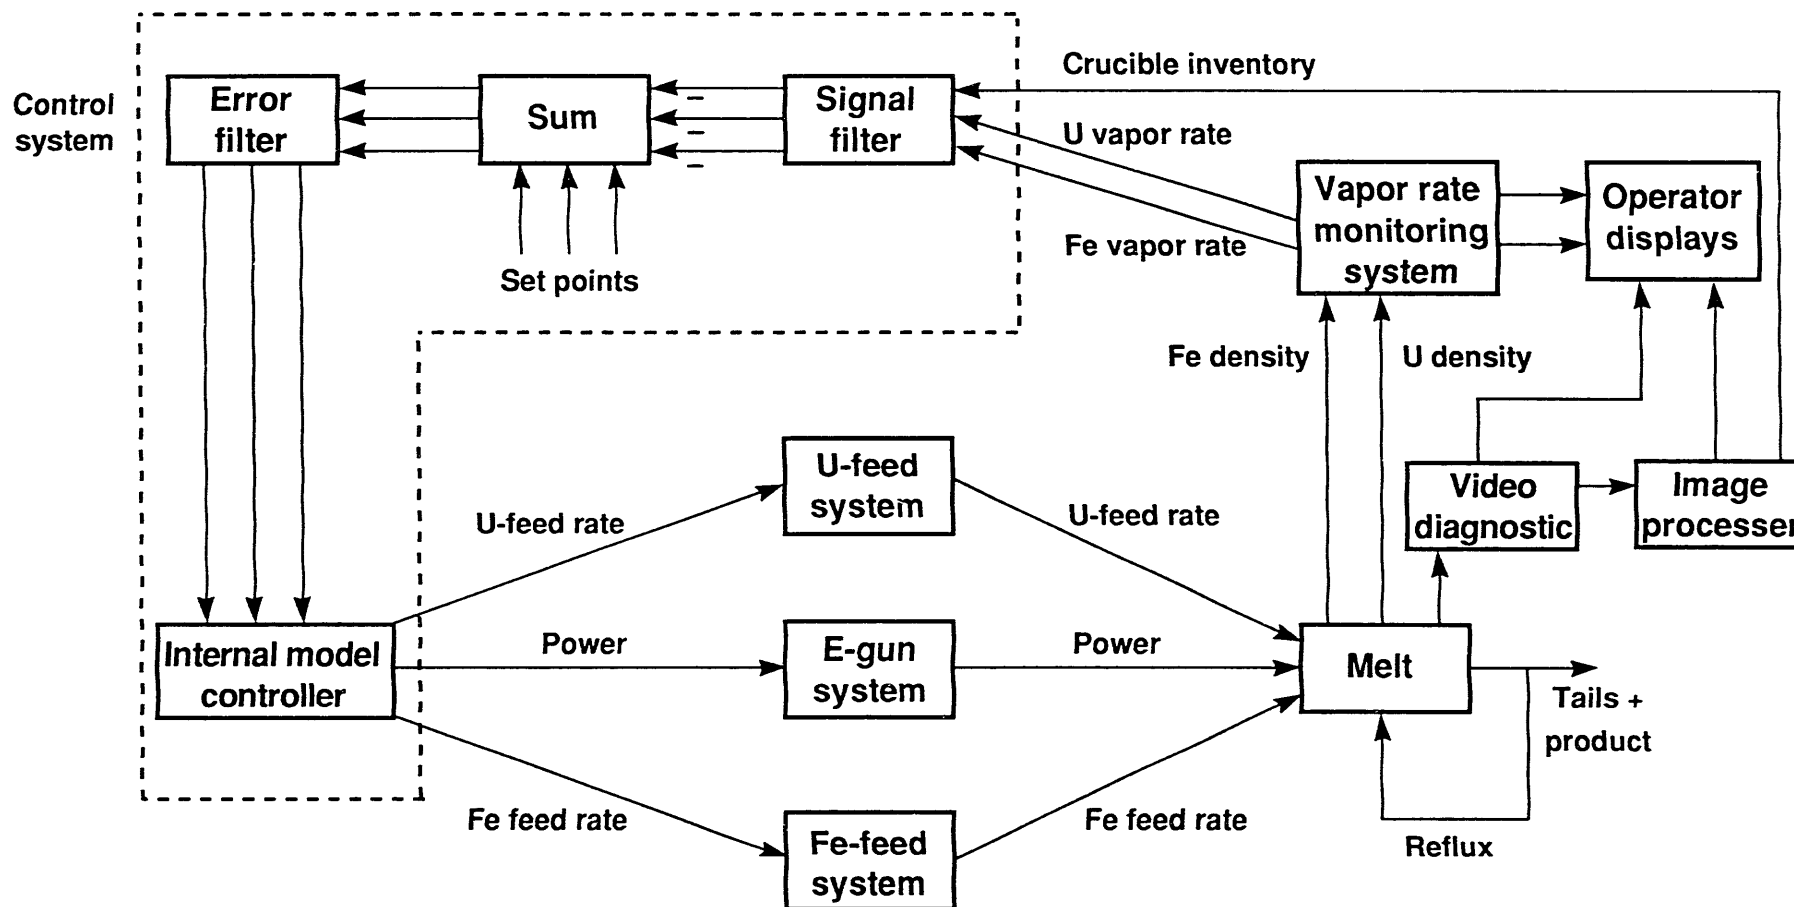 Control
system
Error
filter
Sum
Signal
filter
–
–
–
Set points
Crucible inventory
U vapor rate
Fe vapor rate
Vapor rate
monitoring
system
Operator
displays
Fe density
U density
U-feed
system
U-feed rate
U-feed rate
Video
diagnostic
Image
processer
Internal model
controller
Power
E-gun
system
Power
Melt
Tails +
product
Fe feed rate
Fe-feed
system
Fe feed rate
Reflux